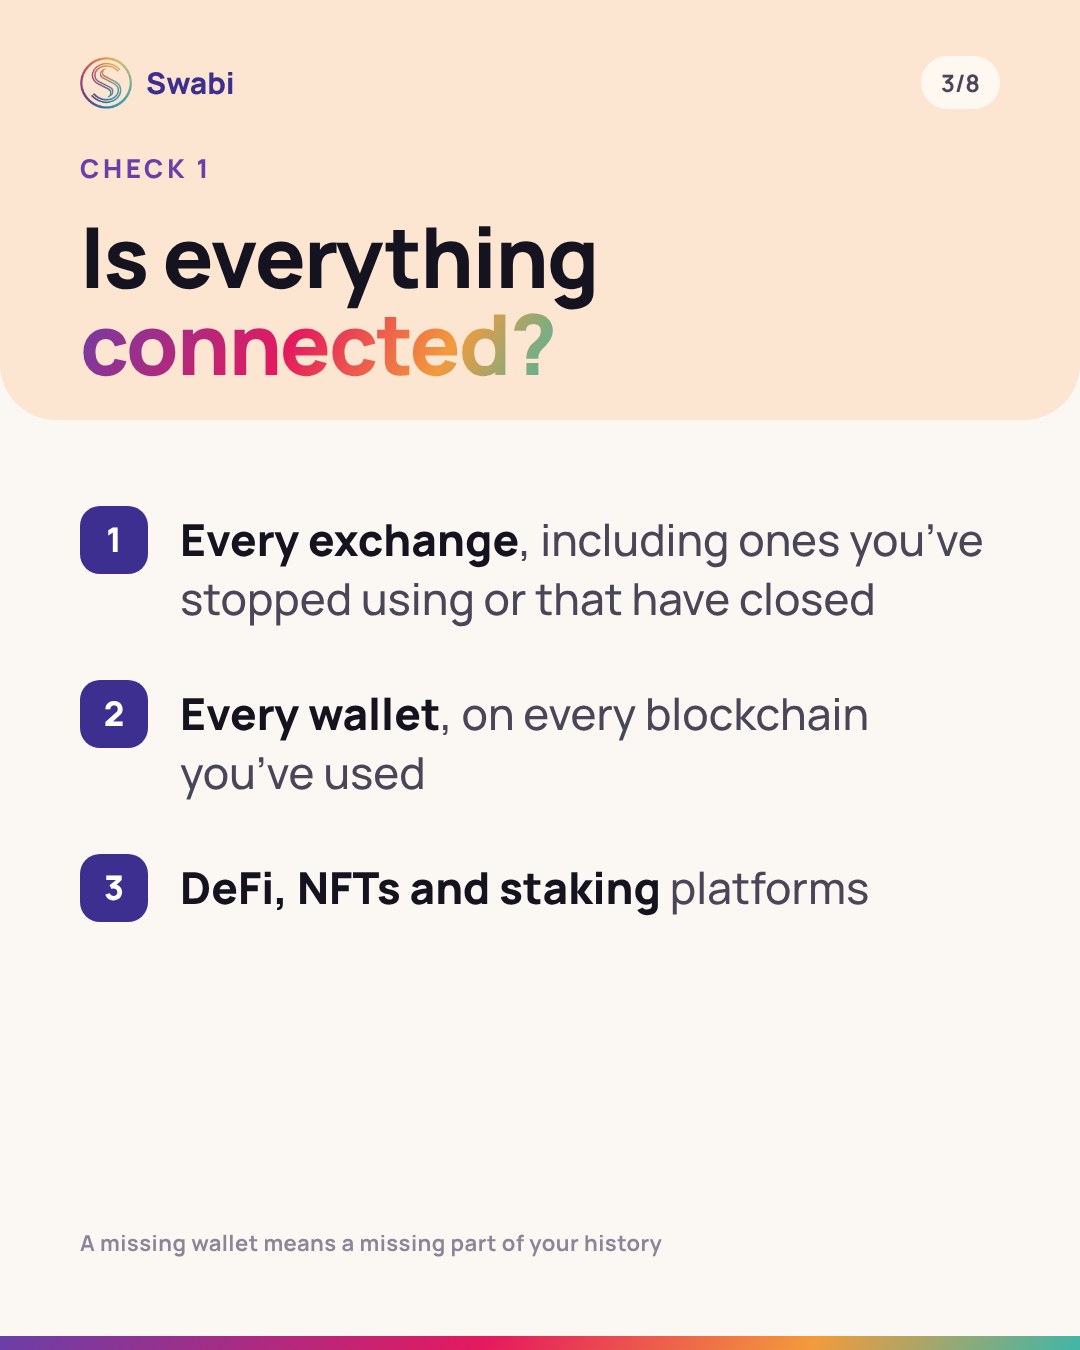 Swabi
3/8
CHECK 1
Is everything
connected?
1
Every exchange, including ones you’ve
stopped using or that have closed
2
Every wallet, on every blockchain
you’ve used
3
DeFi, NFTs and staking platforms
A missing wallet means a missing part of your history